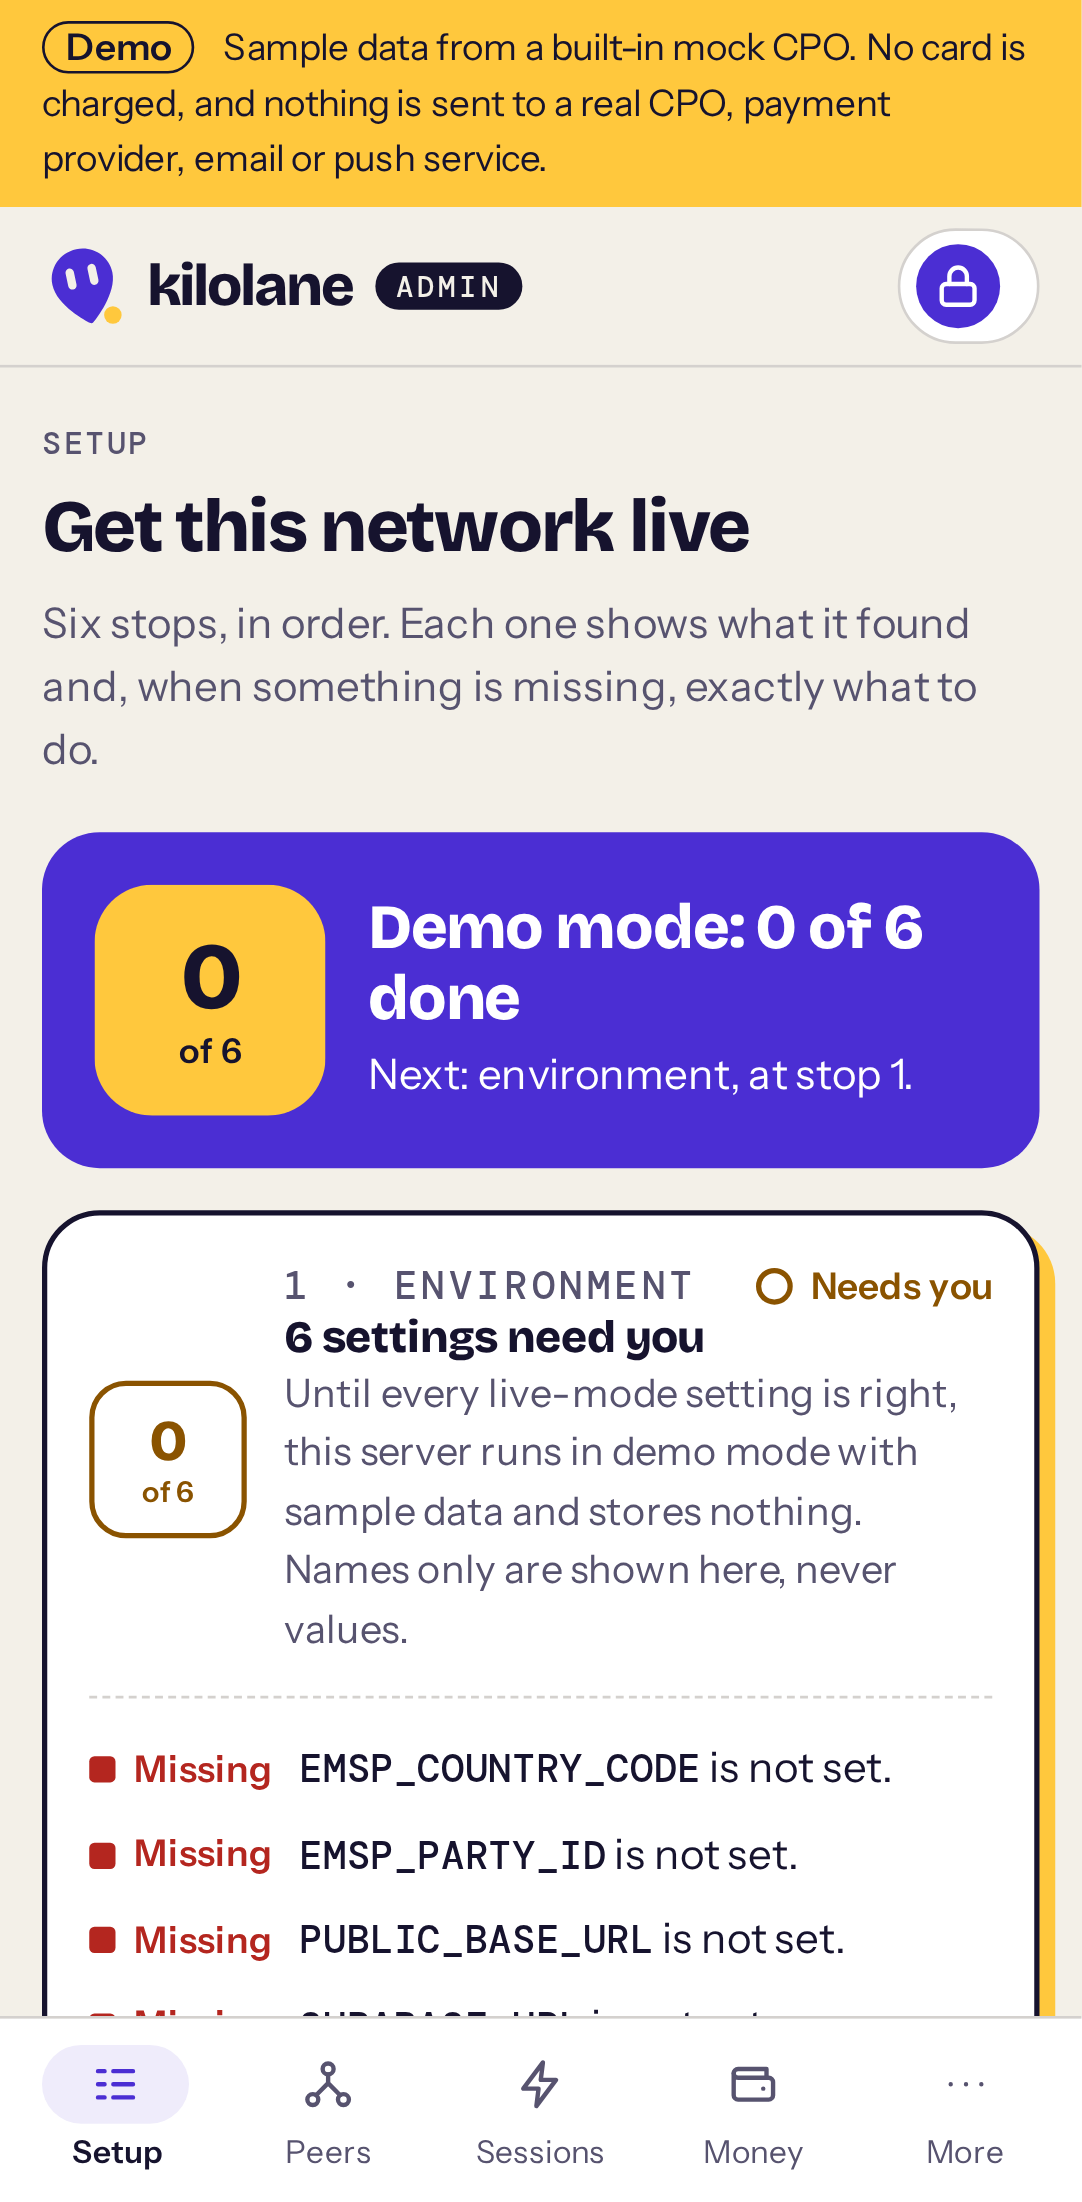 Demo Sample data from a built-in mock CPO. No card is
charged, and nothing is sent to a real CPO, payment
provider, email or push service.
kilolane ADMIN
SETUP
Get this network live
Six stops, in order. Each one shows what it found
and, when something is missing, exactly what to
do.
0
of 6
Demo mode: 0 of 6
done
Next: environment, at stop 1.
1 · ENVIRONMENT
Needs you
6 settings need you
0
of 6
Until every live-mode setting is right,
this server runs in demo mode with
sample data and stores nothing.
Names only are shown here, never
values.
Missing EMSP_COUNTRY_CODE is not set.
Missing EMSP_PARTY_ID is not set.
Missing PUBLIC_BASE_URL is not set.
Setup Peers Sessions Money More